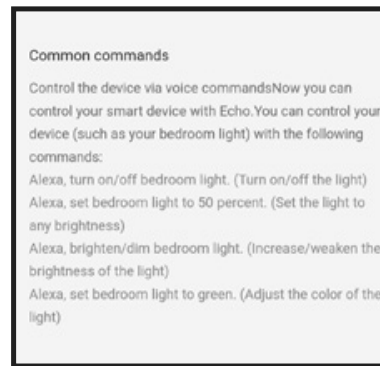 Common commands
Control the device via voice commandsNow you can
control your smart device with Echo.You can control your
device (such as your bedroom light) with the following
commands:
Alexa, turn on/off bedroom light. (Turn on/off the light)
Alexa, set bedroom light to 50 percent. (Set the light to
any brightness)
Alexa, brighten/dim bedroom light. (Increase/weaken the
brightness of the light)
Alexa, set bedroom light to green. (Adjust the color of the
light)